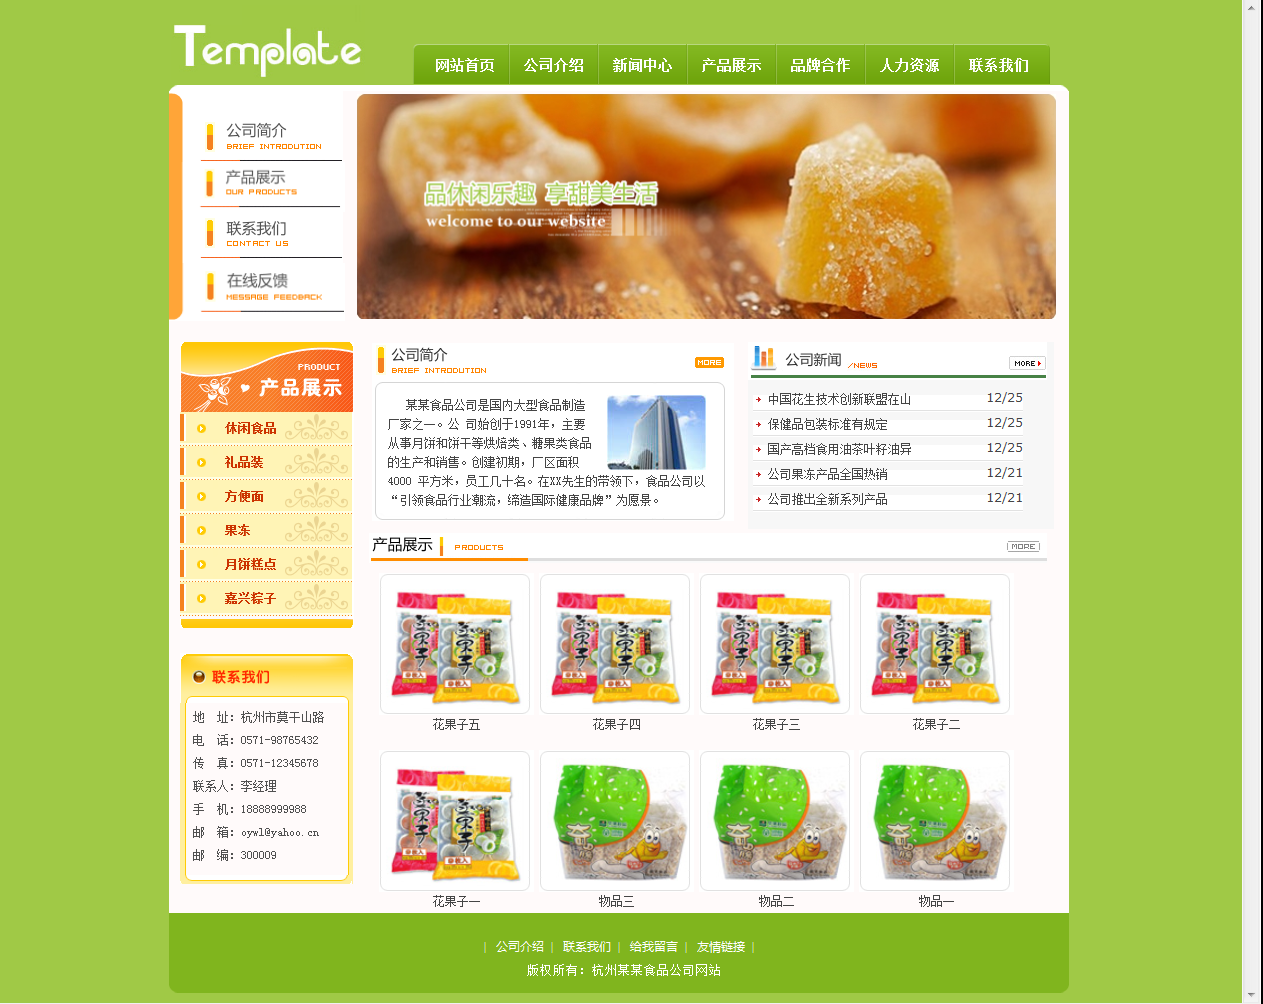 Template
网站首页 公司介绍 新闻中心 产品展示 品牌合作 人力资源 联系我们
公司简介
BRIEF INTRODUTION
产品展示
OUR PRODUCTS
联系我们
CONTACT US
在线反馈
MESSAGE FEEDBACK
品休闲乐趣 享甜美生活
welcome to our website
PRODUCT
产品展示
休闲食品
礼品装
方便面
果冻
月饼糕点
嘉兴粽子
联系我们
地 址：杭州市莫干山路
电 话：0571-98765432
传 真：0571-12345678
联系人：李经理
手 机：18888999988
邮 箱：oywl@yahoo.cn
邮 编：300009
公司简介
BRIEF INTRODUTION
MORE
某某食品公司是国内大型食品制造
厂家之一。公 司始创于1991年，主要
从事月饼和饼干等烘焙类、糖果类食品
的生产和销售。创建初期，厂区面积
4000 平方米，员工几十名。在XX先生的带领下，食品公司以
“引领食品行业潮流，缔造国际健康品牌”为愿景。
公司新闻 /NEWS
MORE
中国花生技术创新联盟在山 12/25
保健品包装标准有规定 12/25
国产高档食用油茶叶籽油异 12/25
公司果冻产品全国热销 12/21
公司推出全新系列产品 12/21
产品展示 PRODUCTS
MORE
花果子五 花果子四 花果子三 花果子二
花果子一 物品三 物品二 物品一
| 公司介绍 | 联系我们 | 给我留言 | 友情链接 |
版权所有：杭州某某食品公司网站